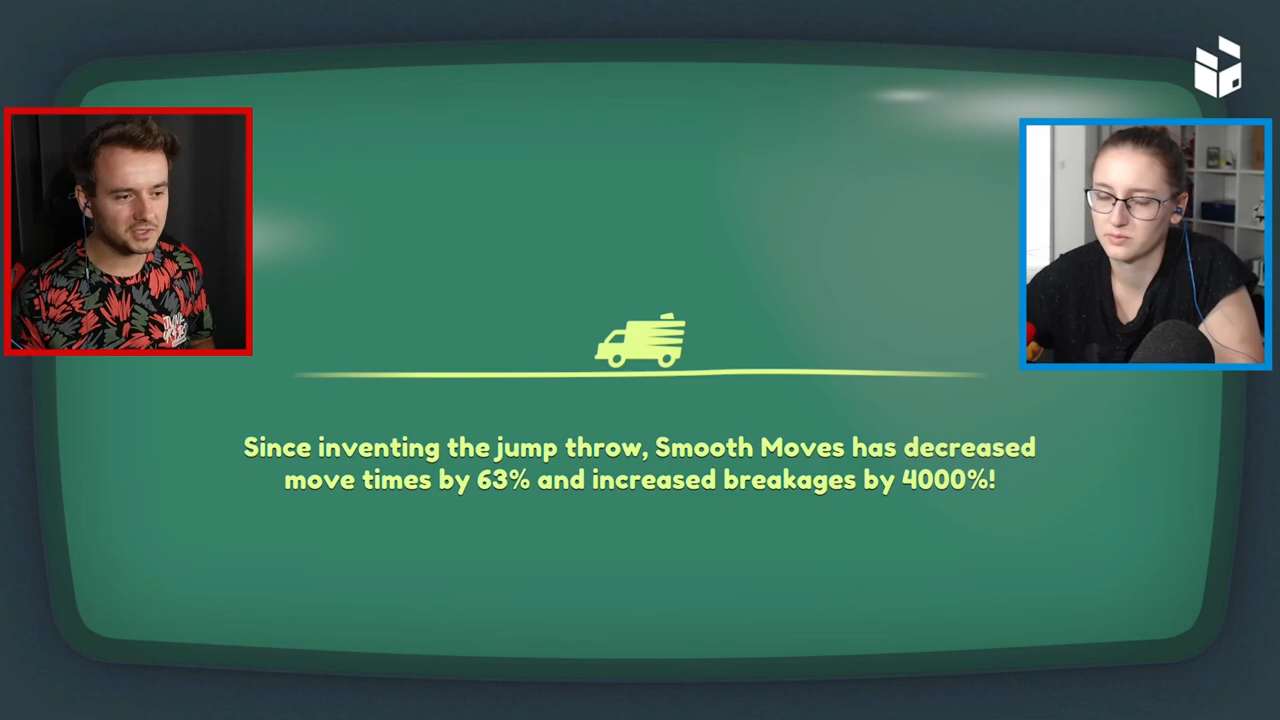 Since inventing the jump throw, Smooth Moves has decreased
move times by 63% and increased breakages by 4000%!